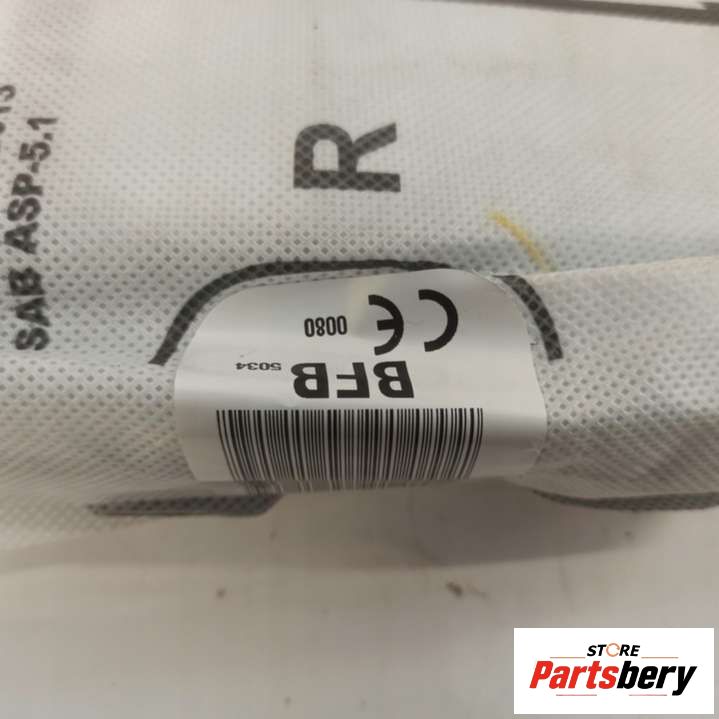 SAB ASP-5.1
R
CE
0080
BFB
5034
STORE
Partsbery